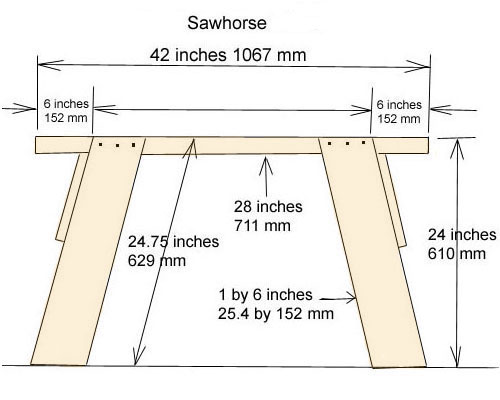 Sawhorse
42 inches 1067 mm
6 inches
152 mm
6 inches
152 mm
28 inches
711 mm
24.75 inches
629 mm
24 inches
610 mm
1 by 6 inches
25.4 by 152 mm